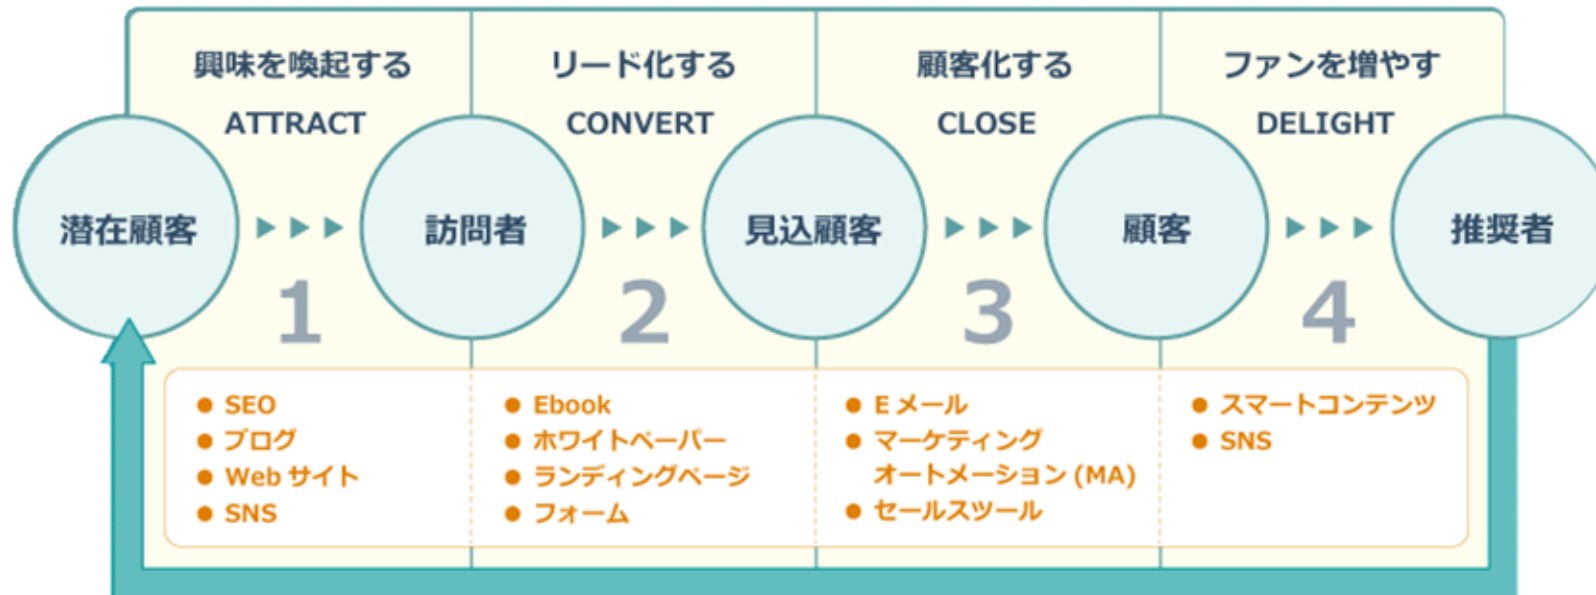 興味を喚起する
ATTRACT
リード化する
CONVERT
顧客化する
CLOSE
ファンを増やす
DELIGHT
潜在顧客
訪問者
見込顧客
顧客
推奨者
1
2
3
4
● SEO
● ブログ
● Web サイト
● SNS
● Ebook
● ホワイトペーパー
● ランディングページ
● フォーム
● E メール
● マーケティング
オートメーション (MA)
● セールスツール
● スマートコンテンツ
● SNS